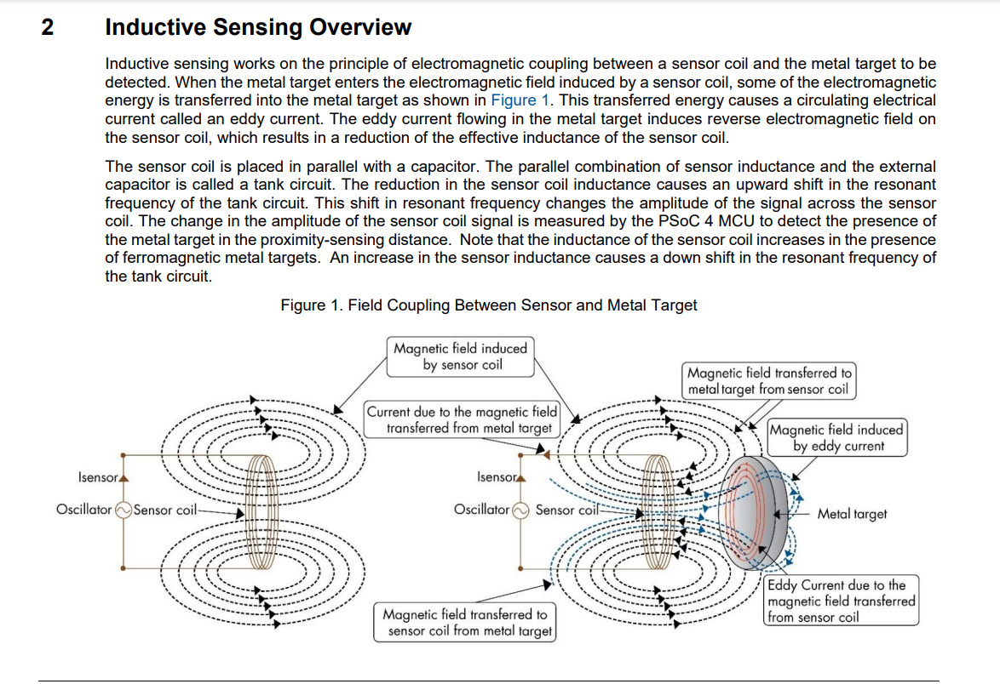 2 Inductive Sensing Overview
Inductive sensing works on the principle of electromagnetic coupling between a sensor coil and the metal target to be
detected. When the metal target enters the electromagnetic field induced by a sensor coil, some of the electromagnetic
energy is transferred into the metal target as shown in Figure 1. This transferred energy causes a circulating electrical
current called an eddy current. The eddy current flowing in the metal target induces reverse electromagnetic field on
the sensor coil, which results in a reduction of the effective inductance of the sensor coil.
The sensor coil is placed in parallel with a capacitor. The parallel combination of sensor inductance and the external
capacitor is called a tank circuit. The reduction in the sensor coil inductance causes an upward shift in the resonant
frequency of the tank circuit. This shift in resonant frequency changes the amplitude of the signal across the sensor
coil. The change in the amplitude of the sensor coil signal is measured by the PSoC 4 MCU to detect the presence of
the metal target in the proximity-sensing distance. Note that the inductance of the sensor coil increases in the presence
of ferromagnetic metal targets. An increase in the sensor inductance causes a down shift in the resonant frequency of
the tank circuit.
Figure 1. Field Coupling Between Sensor and Metal Target
Magnetic field induced
by sensor coil
Magnetic field transferred to
metal target from sensor coil
Current due to the magnetic field
transferred from metal target
Magnetic field induced
by eddy current
Isensor
Oscillator
Sensor coil
Isensor
Oscillator
Sensor coil
Metal target
Eddy Current due to the
magnetic field transferred
from sensor coil
Magnetic field transferred to
sensor coil from metal target